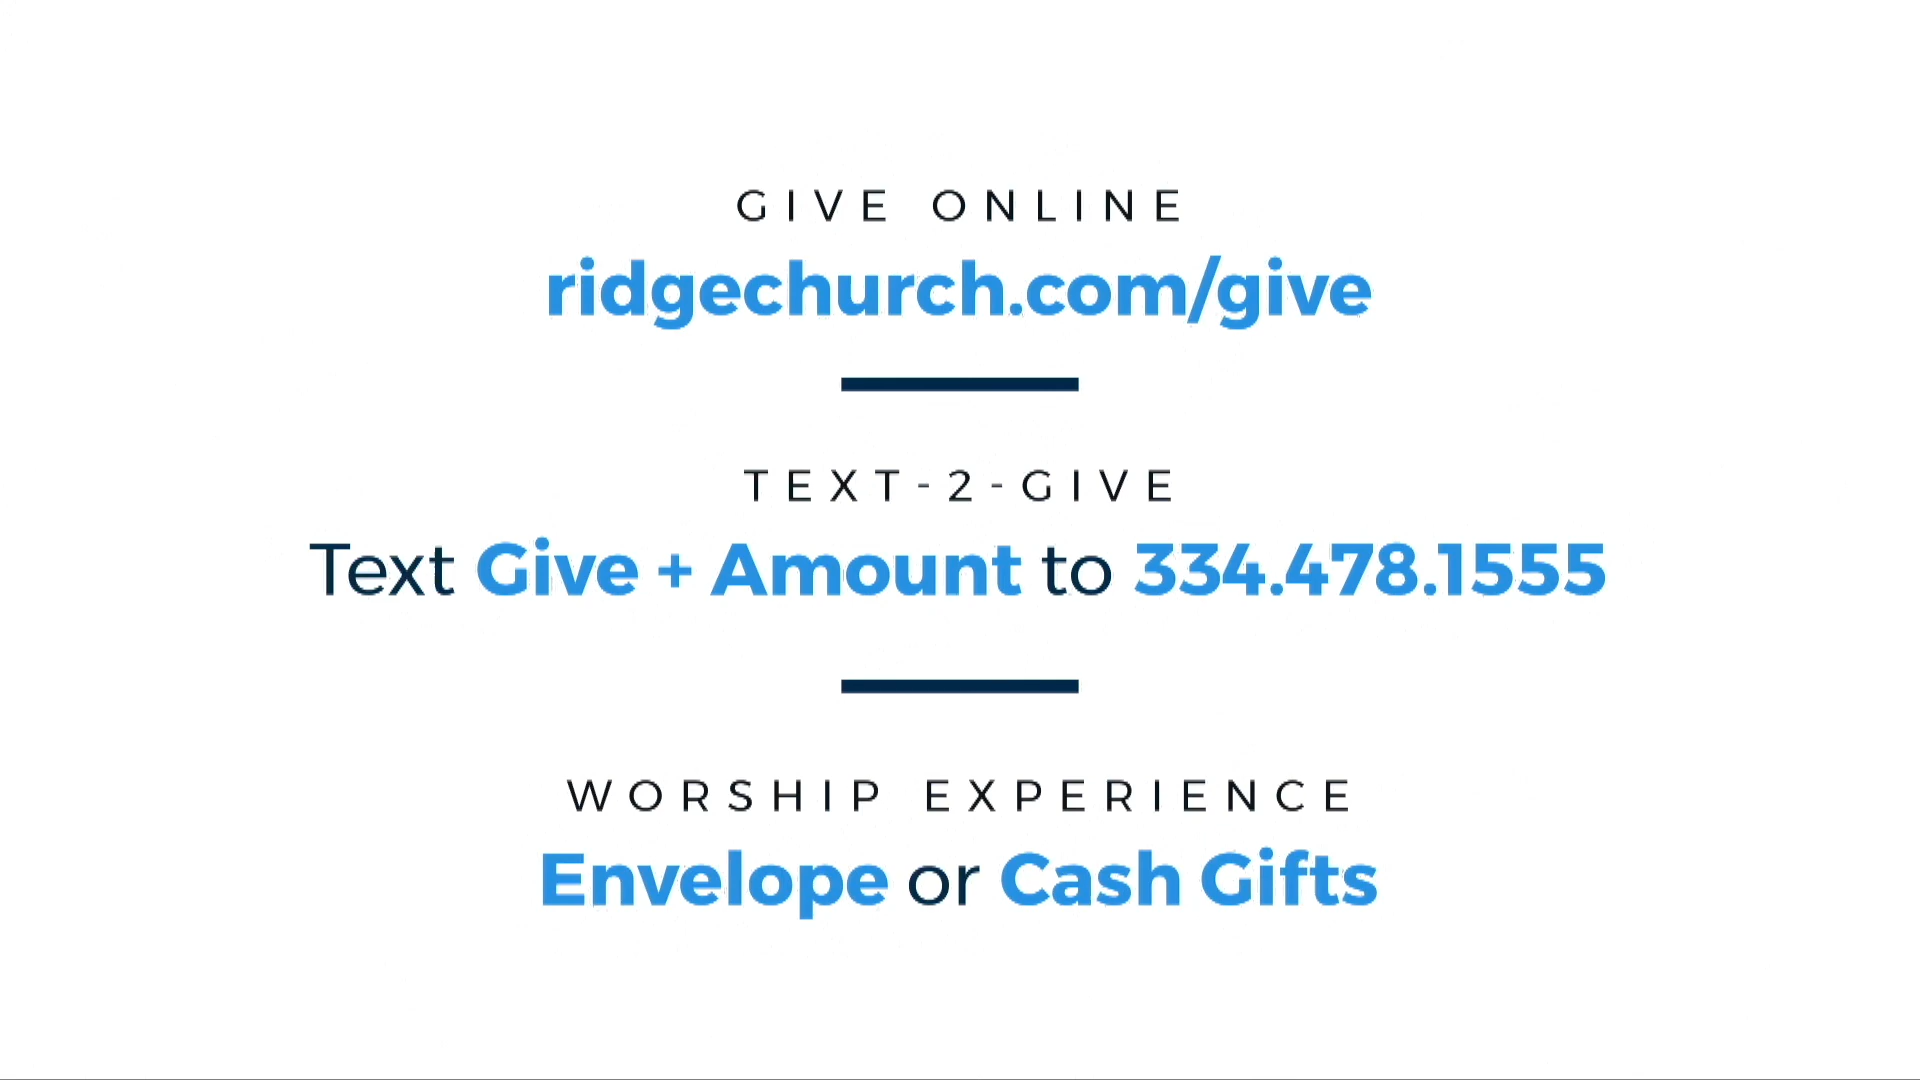 GIVE ONLINE
ridgechurch.com/give
TEXT-2-GIVE
Text Give + Amount to 334.478.1555
WORSHIP EXPERIENCE
Envelope or Cash Gifts